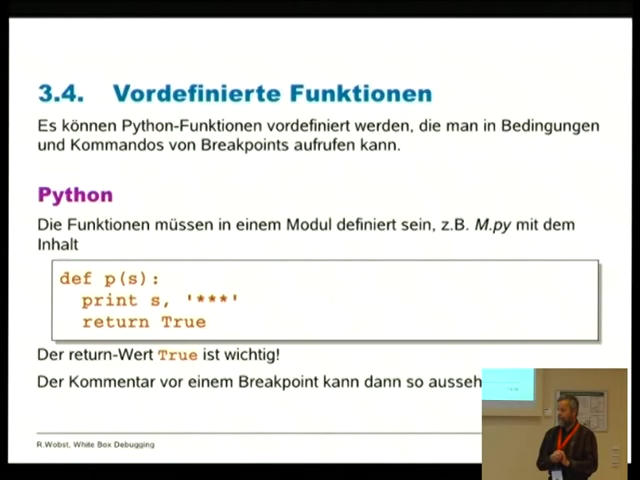 3.4. Vordefinierte Funktionen
Es können Python-Funktionen vordefiniert werden, die man in Bedingungen
und Kommandos von Breakpoints aufrufen kann.
Python
Die Funktionen müssen in einem Modul definiert sein, z.B. M.py mit dem
Inhalt
def p(s):
print s, '***'
return True
Der return-Wert True ist wichtig!
Der Kommentar vor einem Breakpoint kann dann so ausseh
R.Wobst, White Box Debugging